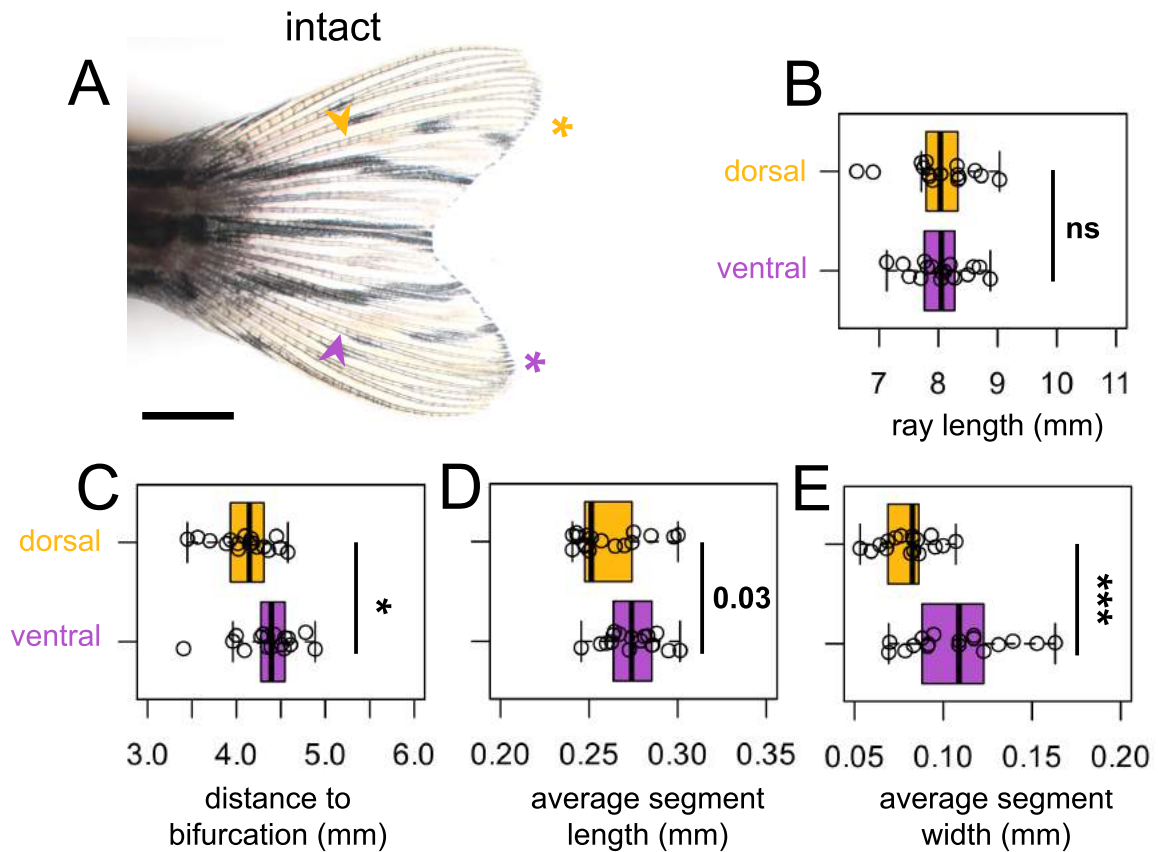 intact
A
*
*
B
dorsal
ventral
ns
7 8 9 10 11
ray length (mm)
C
dorsal
ventral
*
3.0 4.0 5.0 6.0
distance to
bifurcation (mm)
D
0.03
0.20 0.25 0.30 0.35
average segment
length (mm)
E
***
0.05 0.10 0.15 0.20
average segment
width (mm)